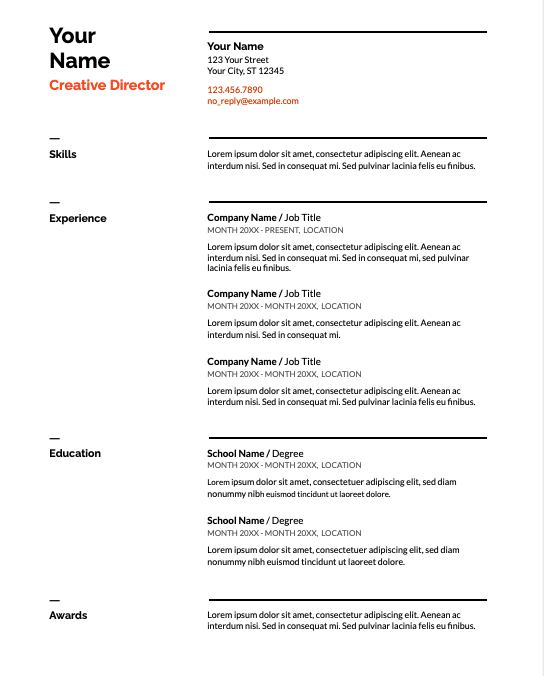 Your
Name
Creative Director
Your Name
123 Your Street
Your City, ST 12345
123.456.7890
no_reply@example.com
—
Skills
Lorem ipsum dolor sit amet, consectetur adipiscing elit. Aenean ac
interdum nisi. Sed in consequat mi. Sed pulvinar lacinia felis eu finibus.
—
Experience
Company Name / Job Title
MONTH 20XX - PRESENT, LOCATION
Lorem ipsum dolor sit amet, consectetur adipiscing elit. Aenean ac
interdum nisi. Sed in consequat mi. Sed in consequat mi, sed pulvinar
lacinia felis eu finibus.
Company Name / Job Title
MONTH 20XX - MONTH 20XX, LOCATION
Lorem ipsum dolor sit amet, consectetur adipiscing elit. Aenean ac
interdum nisi. Sed in consequat mi.
Company Name / Job Title
MONTH 20XX - MONTH 20XX, LOCATION
Lorem ipsum dolor sit amet, consectetur adipiscing elit. Aenean ac
interdum nisi. Sed in consequat mi. Sed pulvinar lacinia felis eu finibus.
—
Education
School Name / Degree
MONTH 20XX - MONTH 20XX, LOCATION
Lorem ipsum dolor sit amet, consectetuer adipiscing elit, sed diam
nonummy nibh euismod tincidunt ut laoreet dolore.
School Name / Degree
MONTH 20XX - MONTH 20XX, LOCATION
Lorem ipsum dolor sit amet, consectetuer adipiscing elit, sed diam
nonummy nibh euismod tincidunt ut laoreet dolore.
—
Awards
Lorem ipsum dolor sit amet, consectetur adipiscing elit. Aenean ac
interdum nisi. Sed in consequat mi. Sed pulvinar lacinia felis eu finibus.